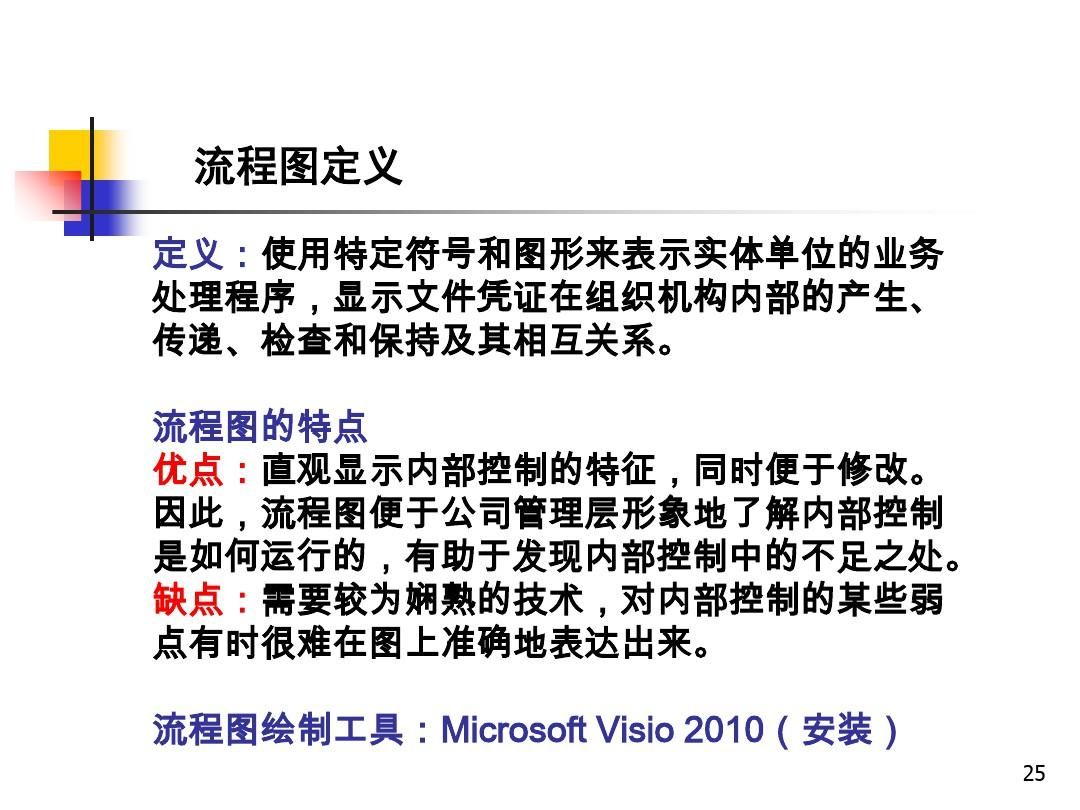 流程图定义
定义：使用特定符号和图形来表示实体单位的业务
处理程序，显示文件凭证在组织机构内部的产生、
传递、检查和保持及其相互关系。
流程图的特点
优点：直观显示内部控制的特征，同时便于修改。
因此，流程图便于公司管理层形象地了解内部控制
是如何运行的，有助于发现内部控制中的不足之处。
缺点：需要较为娴熟的技术，对内部控制的某些弱
点有时很难在图上准确地表达出来。
流程图绘制工具：Microsoft Visio 2010（安装）
25